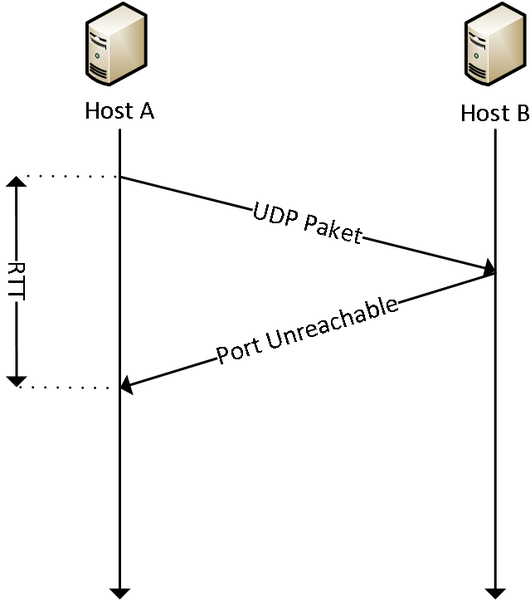 Host A
Host B
UDP Paket
RTT
Port Unreachable